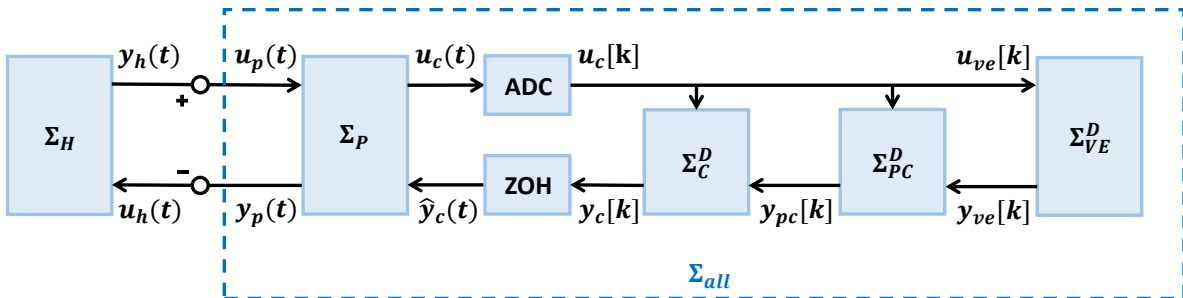 y_h(t) u_p(t) u_c(t) u_c[k] u_ve[k]
+ ADC
Σ_H Σ_P Σ_C^D Σ_PC^D Σ_VE^D
− ZOH
u_h(t) y_p(t) ŷ_c(t) y_c[k] y_pc[k] y_ve[k]
Σ_all